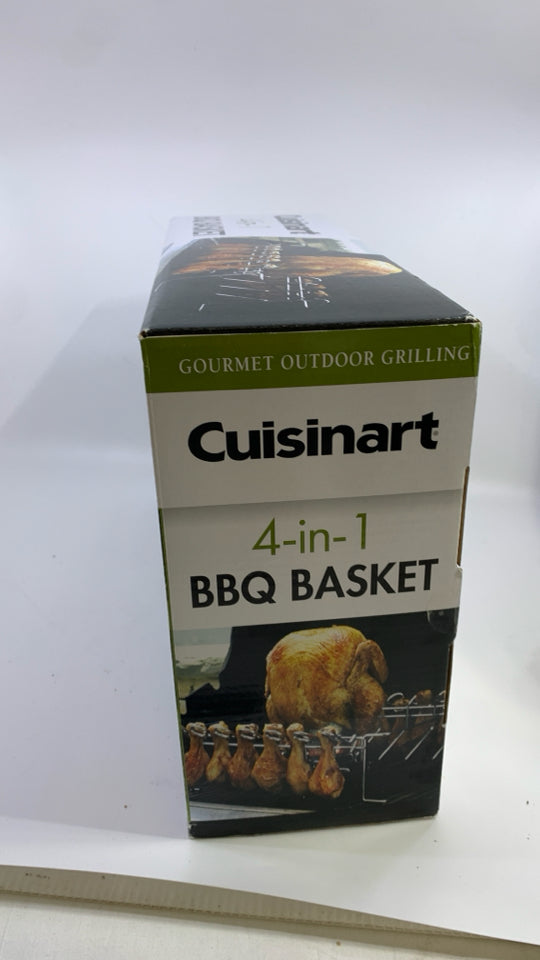 GOURMET OUTDOOR GRILLING
Cuisinart
4-in-1
BBQ BASKET